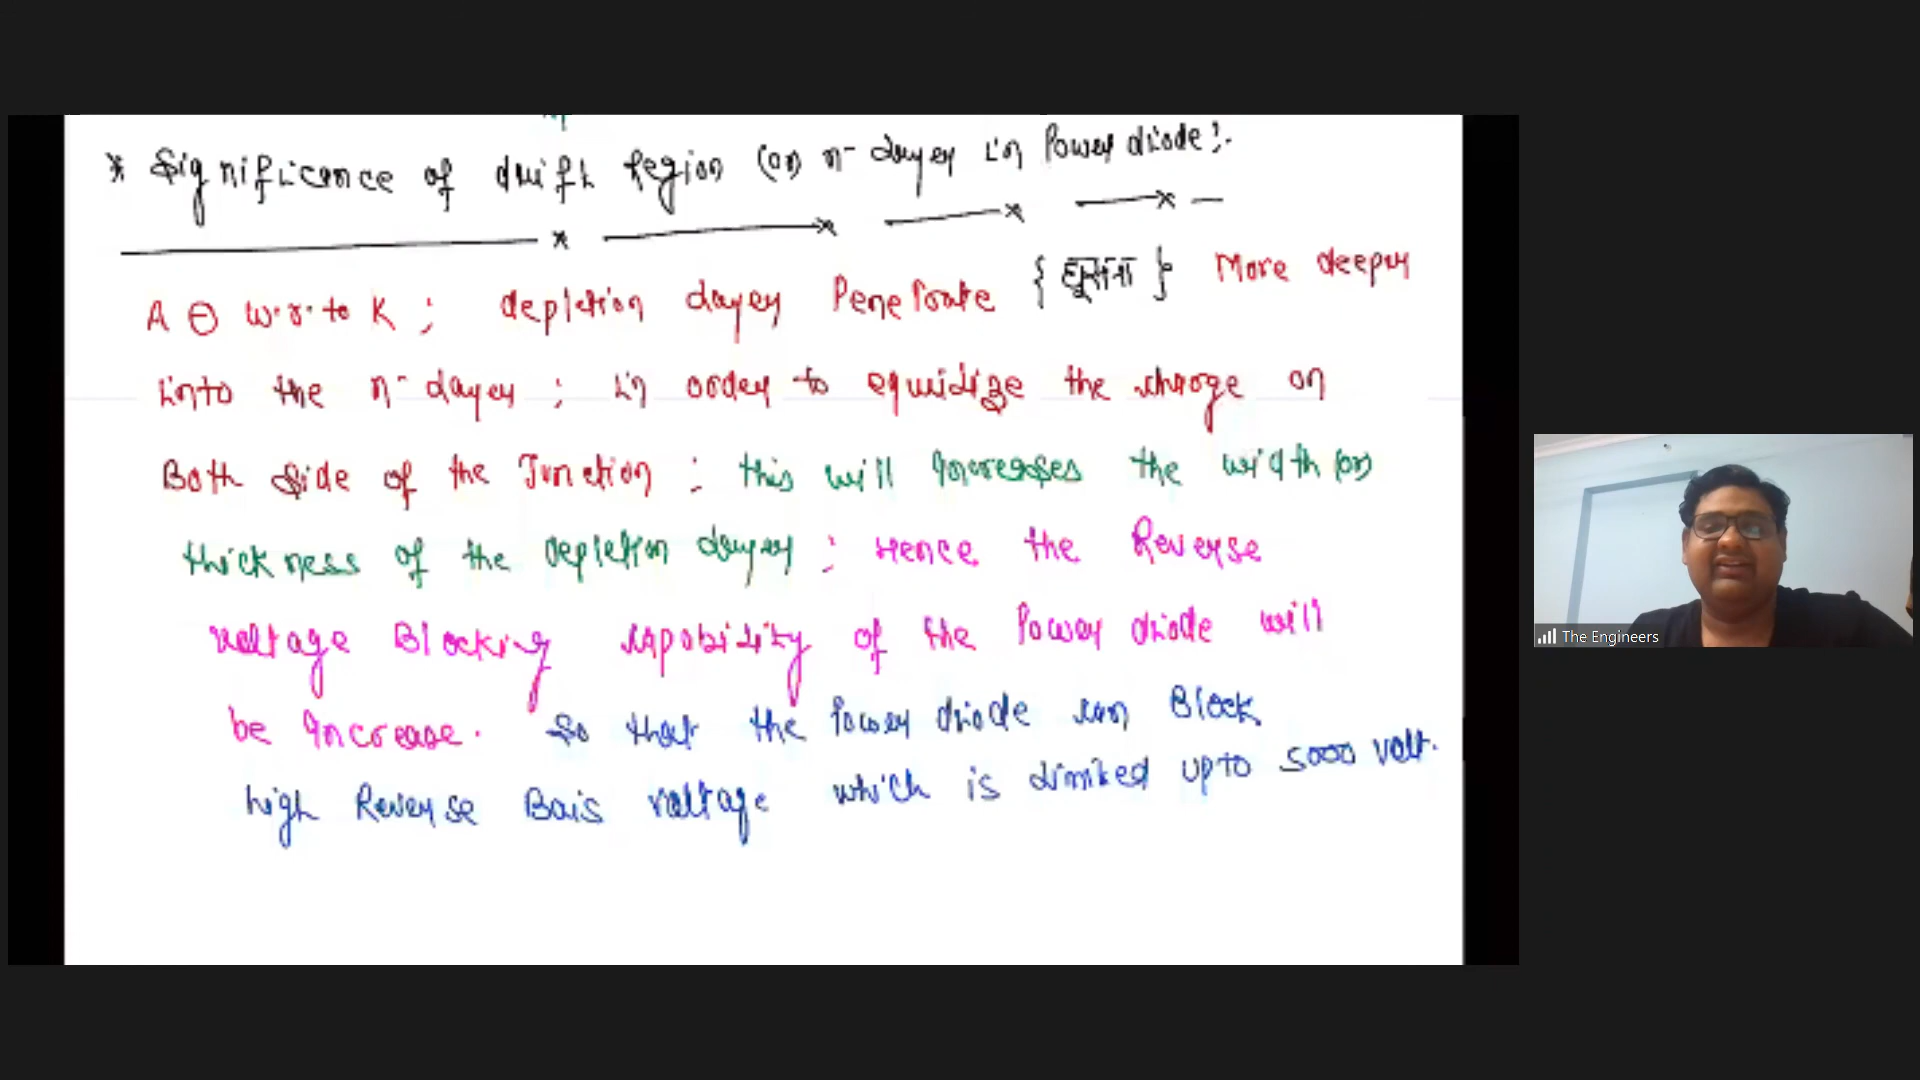 * Significance of drift Region (or) n- layer in Power diode :-
A ⊖ w.r.to K ; depletion layer Penetrate { घुसना } More deeper
into the n- layer ; in order to equilize the charge on
Both Side of the Junction ; this will increases the width (or)
thickness of the depletion layer ; Hence the Reverse
voltage Blocking capability of the Power diode will
be increase. So that the Power diode can Block
high Reverse Bais voltage which is limited upto 5000 volt.
The Engineers